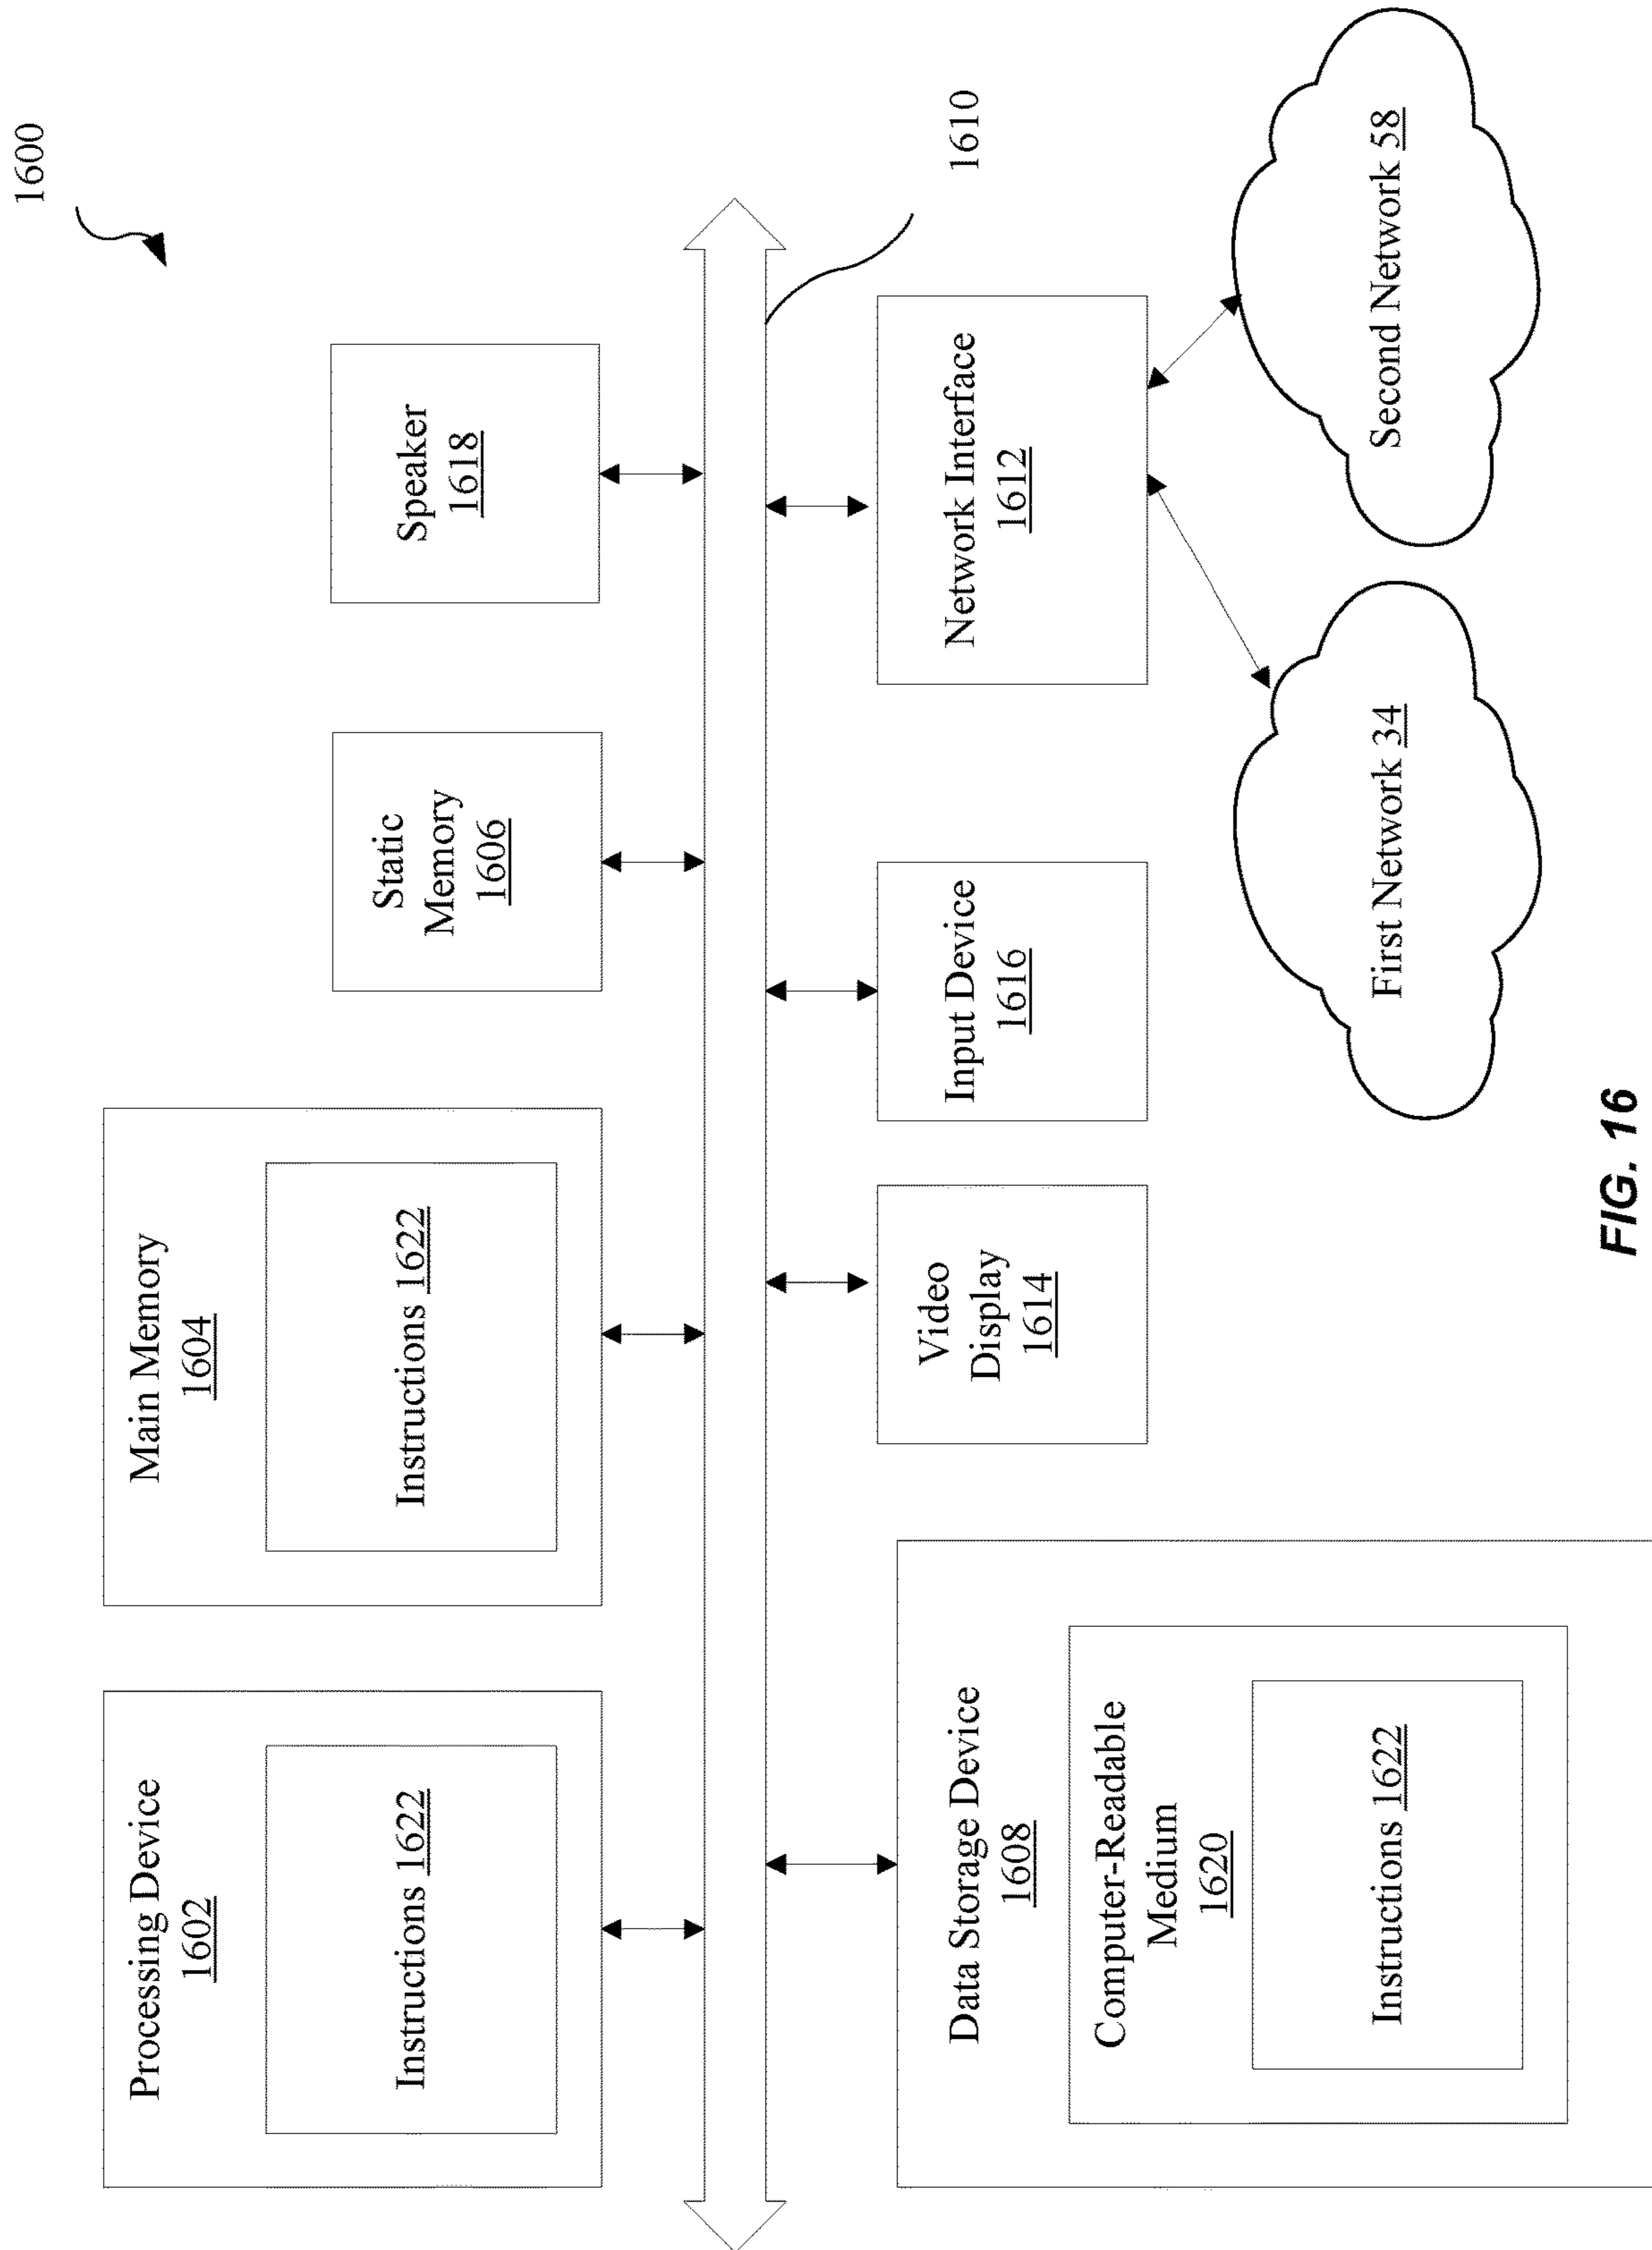 1600
Processing Device
1602
Instructions 1622
Main Memory
1604
Instructions 1622
Static
Memory
1606
Speaker
1618
1610
Data Storage Device
1608
Computer-Readable
Medium
1620
Instructions 1622
Video
Display
1614
Input Device
1616
Network Interface
1612
First Network 34
Second Network 58
FIG. 16